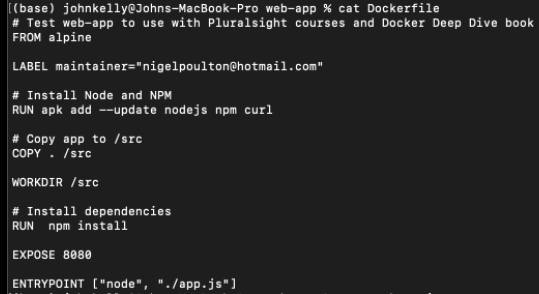 [(base) johnkelly@Johns-MacBook-Pro web-app % cat Dockerfile
# Test web-app to use with Pluralsight courses and Docker Deep Dive book
FROM alpine
LABEL maintainer="nigelpoulton@hotmail.com"
# Install Node and NPM
RUN apk add --update nodejs npm curl
# Copy app to /src
COPY . /src
WORKDIR /src
# Install dependencies
RUN  npm install
EXPOSE 8080
ENTRYPOINT ["node", "./app.js"]